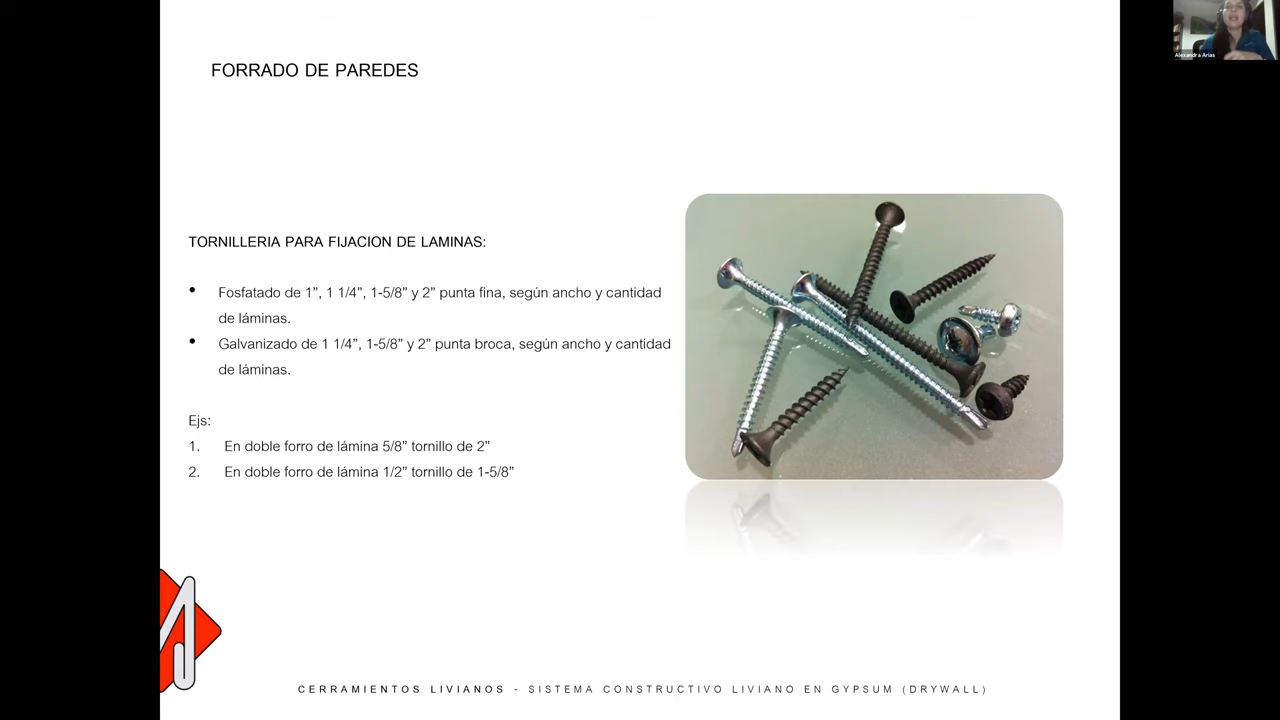 Alexandra Arias
FORRADO DE PAREDES
TORNILLERIA PARA FIJACION DE LAMINAS:
• Fosfatado de 1”, 1 1/4”, 1-5/8” y 2” punta fina, según ancho y cantidad
de láminas.
• Galvanizado de 1 1/4”, 1-5/8” y 2” punta broca, según ancho y cantidad
de láminas.
Ejs:
1. En doble forro de lámina 5/8” tornillo de 2”
2. En doble forro de lámina 1/2” tornillo de 1-5/8”
CERRAMIENTOS LIVIANOS - SISTEMA CONSTRUCTIVO LIVIANO EN GYPSUM (DRYWALL)